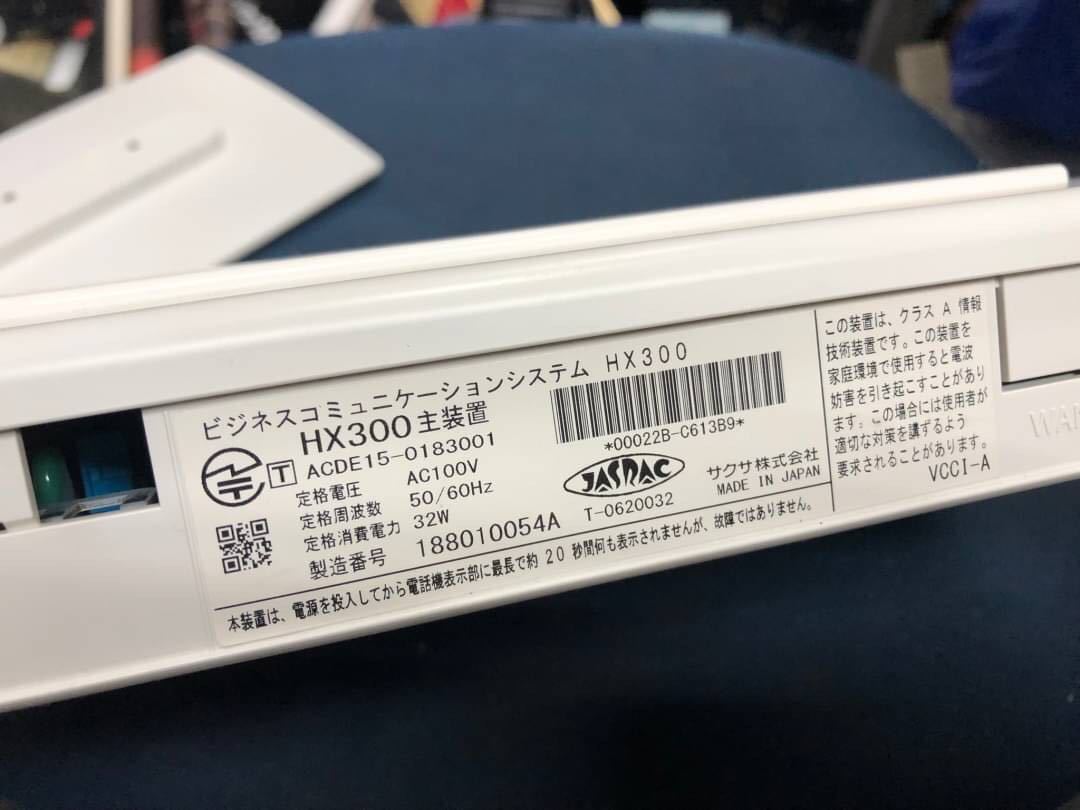 ビジネスコミュニケーションシステム HX300
HX300主装置
T ACDE15-0183001
定格電圧 AC100V
定格周波数 50/60Hz
定格消費電力 32W
製造番号 188010054A
*00022B-C613B9*
JASRAC
T-0620032
サクサ株式会社
MADE IN JAPAN
本装置は、電源を投入してから電話機表示部に最長で約 20 秒間何も表示されませんが、故障ではありません。
この装置は、クラス A 情報
技術装置です。この装置を
家庭環境で使用すると電波
妨害を引き起こすことがあり
ます。この場合には使用者が
適切な対策を講ずるよう
要求されることがあります。
VCCI-A